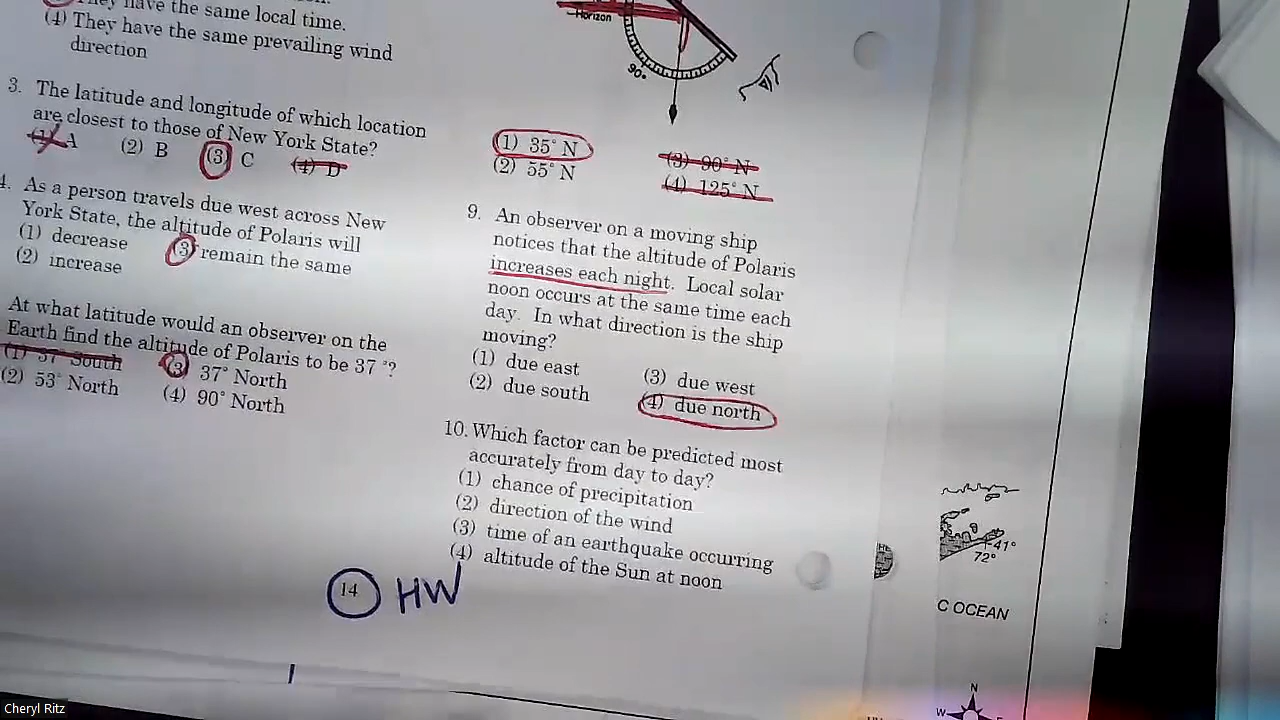 They have the same local time.
(4) They have the same prevailing wind
direction
3. The latitude and longitude of which location
are closest to those of New York State?
(1) A (2) B (3) C (4) D
4. As a person travels due west across New
York State, the altitude of Polaris will
(1) decrease (3) remain the same
(2) increase
At what latitude would an observer on the
Earth find the altitude of Polaris to be 37°?
(1) 37° South (3) 37° North
(2) 53° North (4) 90° North
14 HW
Horizon
90°
(1) 35° N (3) 90° N
(2) 55° N (4) 125° N
9. An observer on a moving ship
notices that the altitude of Polaris
increases each night. Local solar
noon occurs at the same time each
day. In what direction is the ship
moving?
(1) due east (3) due west
(2) due south (4) due north
10. Which factor can be predicted most
accurately from day to day?
(1) chance of precipitation
(2) direction of the wind
(3) time of an earthquake occurring
(4) altitude of the Sun at noon
41°
72°
C OCEAN
N
W
Cheryl Ritz